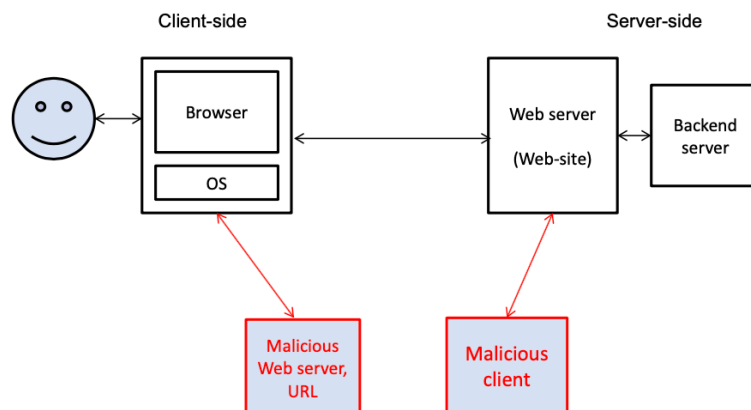 Client-side
Server-side
Browser
OS
Web server
(Web-site)
Backend
server
Malicious
Web server,
URL
Malicious
client